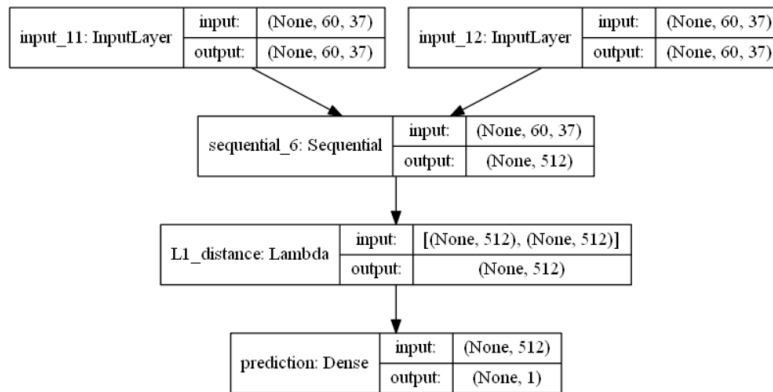 input_11: InputLayer
input: (None, 60, 37)
output: (None, 60, 37)
input_12: InputLayer
input: (None, 60, 37)
output: (None, 60, 37)
sequential_6: Sequential
input: (None, 60, 37)
output: (None, 512)
L1_distance: Lambda
input: [(None, 512), (None, 512)]
output: (None, 512)
prediction: Dense
input: (None, 512)
output: (None, 1)